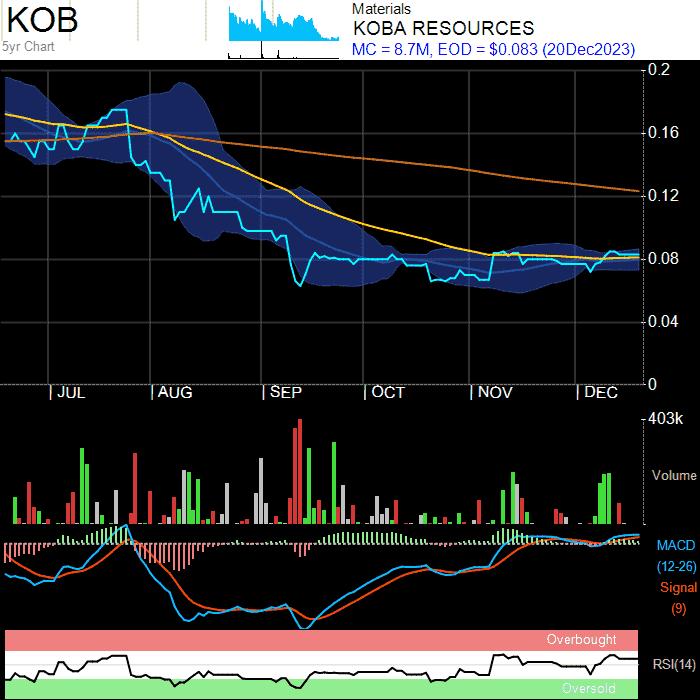 KOB
5yr Chart
Materials
KOBA RESOURCES
MC = 8.7M, EOD = $0.083 (20Dec2023)
0.2
0.16
0.12
0.08
0.04
0
JUL AUG SEP OCT NOV DEC
403k
Volume
MACD
(12-26)
Signal
(9)
Overbought
RSI(14)
Oversold